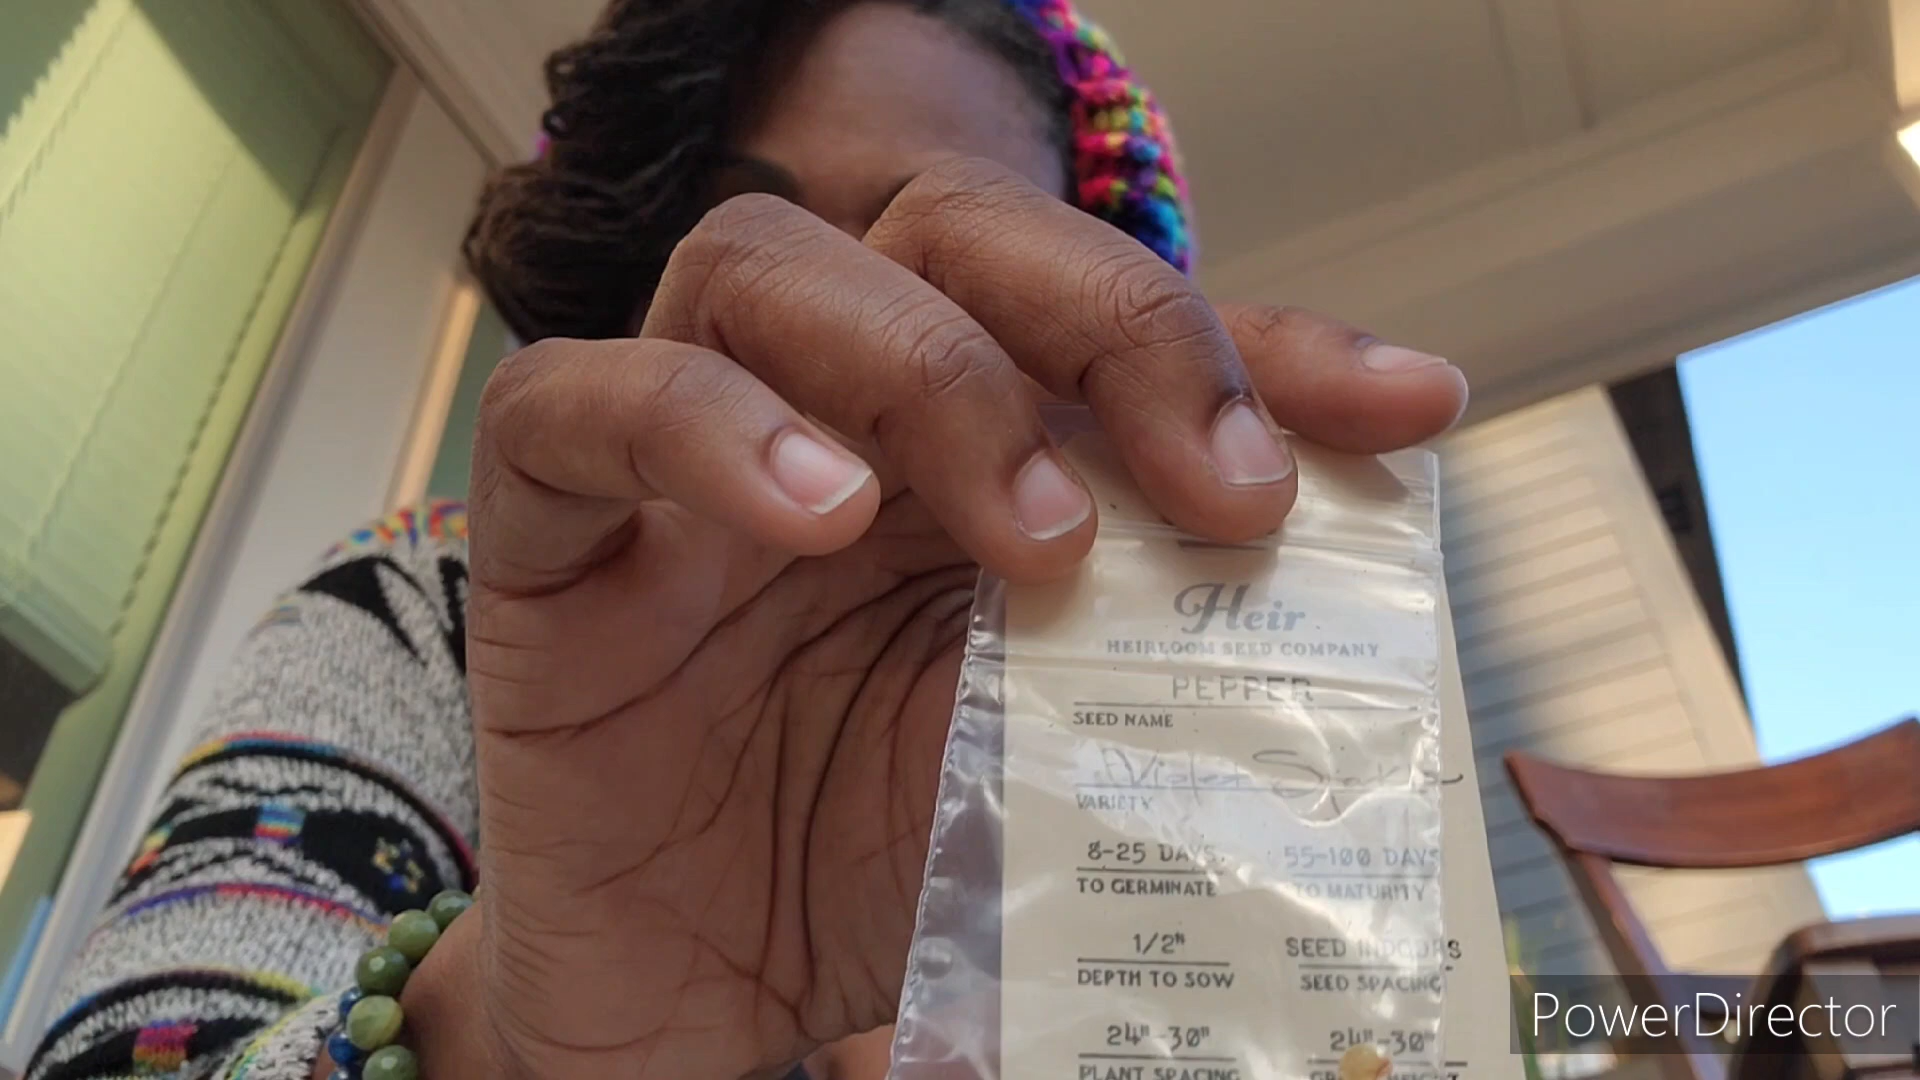 Heir
HEIRLOOM SEED COMPANY
PEPPER
SEED NAME
Violet
VARIETY
8-25 DAYS 55-100 DAYS
TO GERMINATE TO MATURITY
1/2" SEED INDOORS
DEPTH TO SOW SEED SPACING
24"-30" 24"-30"
PLANT SPACING HEIGHT
PowerDirector